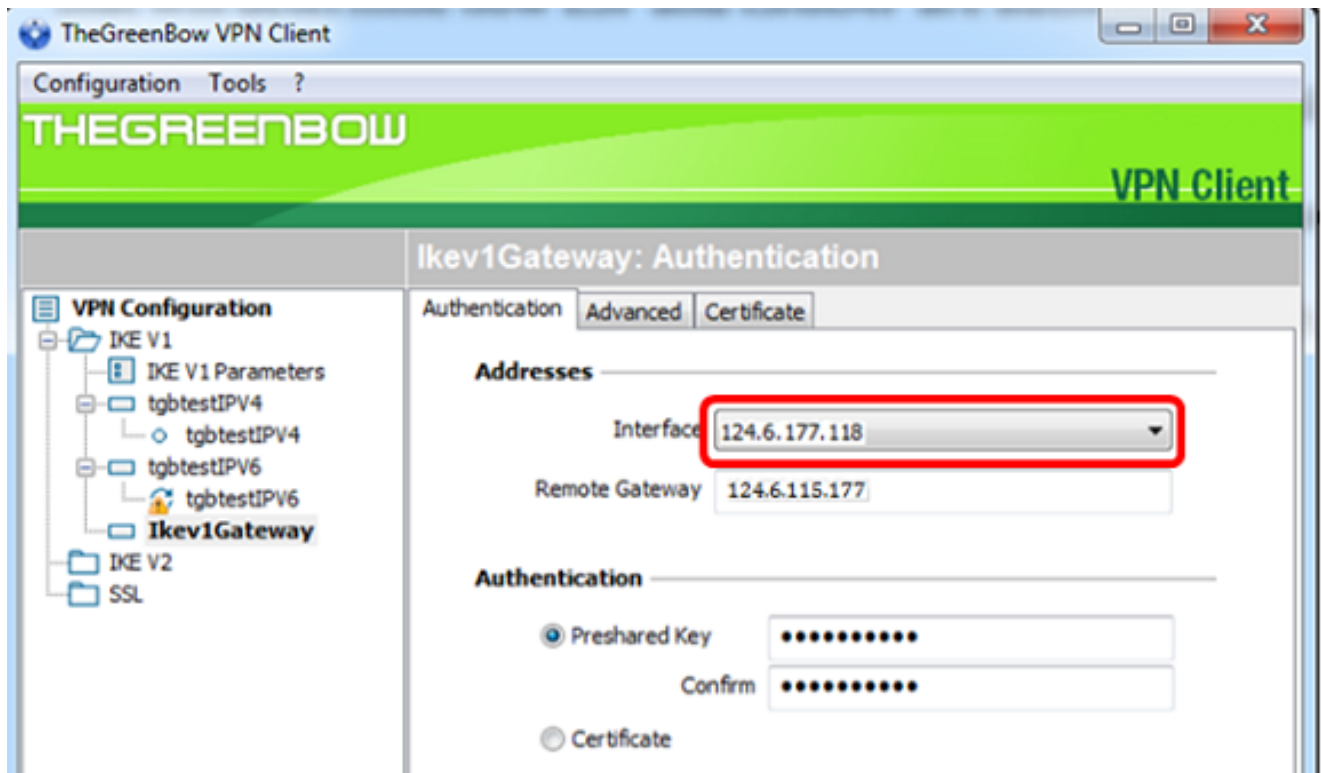 TheGreenBow VPN Client
Configuration Tools ?
THEGREENBOW
VPN Client
Ikev1Gateway: Authentication
VPN Configuration
IKE V1
IKE V1 Parameters
tgbtestIPV4
tgbtestIPV4
tgbtestIPV6
tgbtestIPV6
Ikev1Gateway
IKE V2
SSL
Authentication Advanced Certificate
Addresses
Interface 124.6.177.118
Remote Gateway 124.6.115.177
Authentication
Preshared Key ●●●●●●●●●●
Confirm ●●●●●●●●●●
Certificate